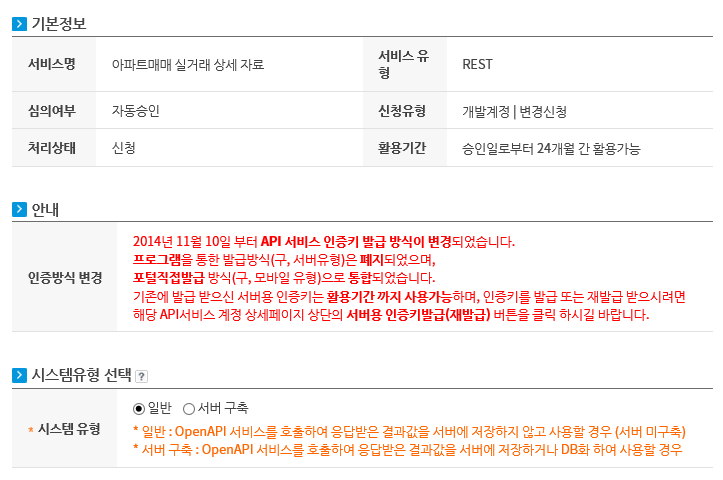 기본정보
서비스명 아파트매매 실거래 상세 자료 서비스 유형 REST
심의여부 자동승인 신청유형 개발계정 | 변경신청
처리상태 신청 활용기간 승인일로부터 24개월 간 활용가능
안내
인증방식 변경
2014년 11월 10일 부터 API 서비스 인증키 발급 방식이 변경되었습니다.
프로그램을 통한 발급방식(구, 서버유형)은 폐지되었으며,
포털직접발급 방식(구, 모바일 유형)으로 통합되었습니다.
기존에 발급 받으신 서버용 인증키는 활용기간 까지 사용가능하며, 인증키를 발급 또는 재발급 받으시려면
해당 API서비스 계정 상세페이지 상단의 서버용 인증키발급(재발급) 버튼을 클릭 하시길 바랍니다.
시스템유형 선택 ?
* 시스템 유형
일반 서버 구축
* 일반 : OpenAPI 서비스를 호출하여 응답받은 결과값을 서버에 저장하지 않고 사용할 경우 (서버 미구축)
* 서버 구축 : OpenAPI 서비스를 호출하여 응답받은 결과값을 서버에 저장하거나 DB화 하여 사용할 경우